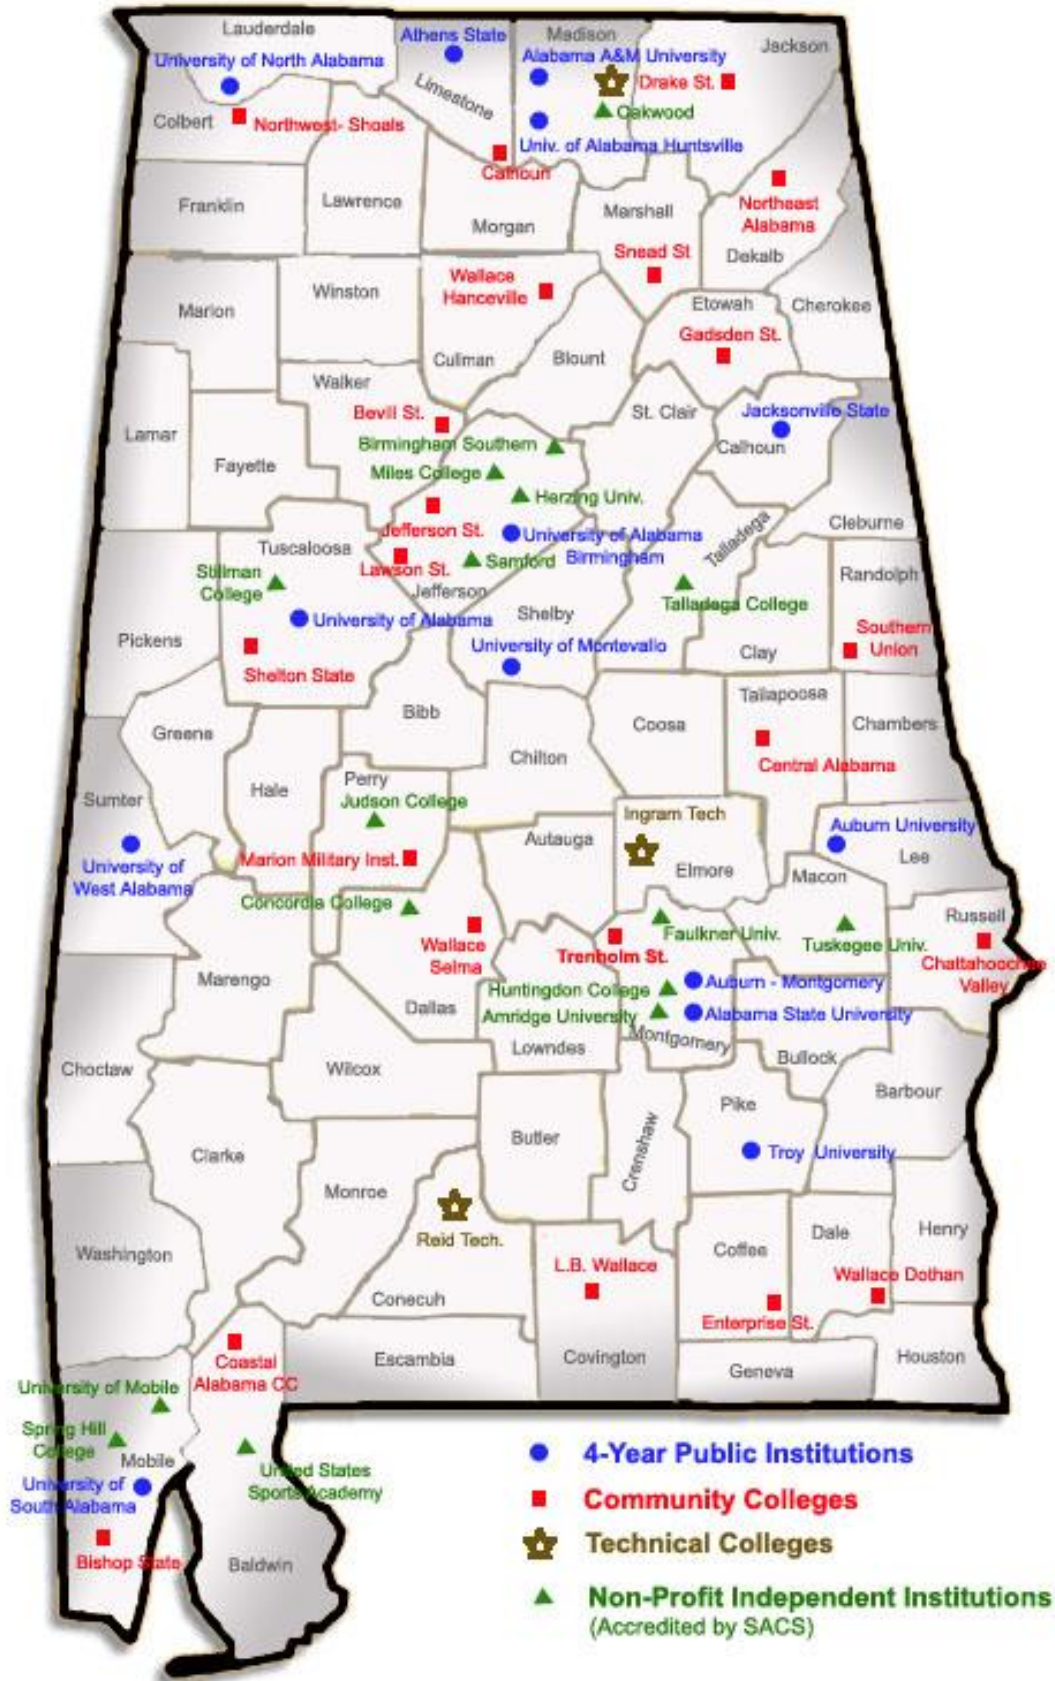 Lauderdale
University of North Alabama
Athens State
Limestone
Madison
Alabama A&M University
Jackson
Drake St.
Oakwood
Univ. of Alabama Huntsville
Colbert
Northwest- Shoals
Calhoun
Franklin
Lawrence
Morgan
Marshall
Northeast
Alabama
Snead St
Dekalb
Wallace
Hanceville
Marion
Winston
Cullman
Blount
Etowah
Cherokee
Gadsden St.
Walker
Bevill St.
St. Clair
Jacksonville State
Calhoun
Lamar
Fayette
Birmingham Southern
Miles College
Herzing Univ.
Jefferson St.
University of Alabama
Birmingham
Talladega
Cleburne
Tuscaloosa
Lawson St.
Samford
Jefferson
Stillman
College
Talladega College
Randolph
Pickens
University of Alabama
Shelby
University of Montevallo
Clay
Southern
Union
Shelton State
Bibb
Coosa
Tallapoosa
Chambers
Greene
Hale
Chilton
Central Alabama
Sumter
Perry
Judson College
Autauga
Ingram Tech
Elmore
Auburn University
Lee
Macon
University of
West Alabama
Marion Military Inst.
Concordia College
Wallace
Selma
Trenholm St.
Faulkner Univ.
Tuskegee Univ.
Russell
Chattahoochee
Valley
Marengo
Dallas
Huntingdon College
Amridge University
Auburn - Montgomery
Alabama State University
Montgomery
Lowndes
Bullock
Choctaw
Wilcox
Barbour
Pike
Butler
Crenshaw
Troy University
Clarke
Monroe
Reid Tech.
Washington
Conecuh
L.B. Wallace
Coffee
Dale
Henry
Wallace Dothan
Enterprise St.
Coastal
Alabama CC
Escambia
Covington
Geneva
Houston
University of Mobile
Spring Hill
College
Mobile
University of
South Alabama
United States
Sports Academy
Bishop State
Baldwin
4-Year Public Institutions
Community Colleges
Technical Colleges
Non-Profit Independent Institutions
(Accredited by SACS)